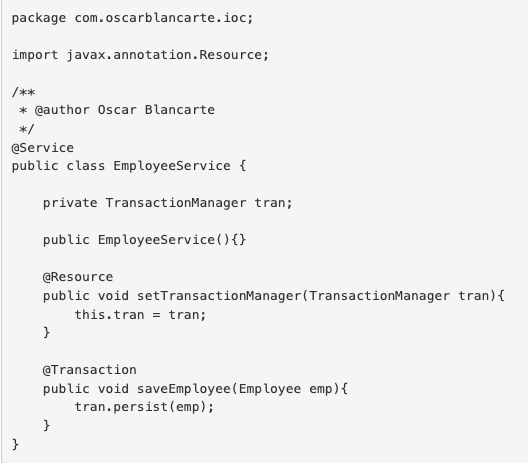 package com.oscarblancarte.ioc;
import javax.annotation.Resource;
/**
 * @author Oscar Blancarte
 */
@Service
public class EmployeeService {
    private TransactionManager tran;
    public EmployeeService(){}
    @Resource
    public void setTransactionManager(TransactionManager tran){
        this.tran = tran;
    }
    @Transaction
    public void saveEmployee(Employee emp){
        tran.persist(emp);
    }
}